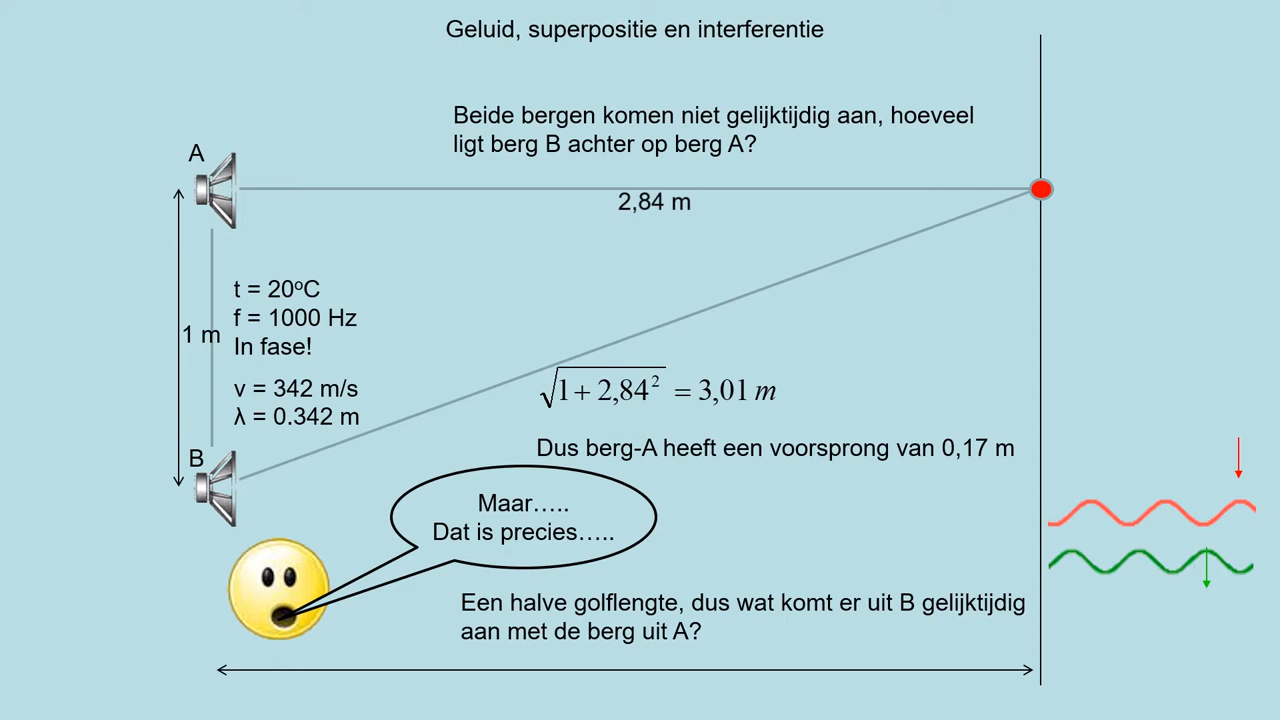 Geluid, superpositie en interferentie
Beide bergen komen niet gelijktijdig aan, hoeveel
ligt berg B achter op berg A?
A
2,84 m
t = 20°C
f = 1000 Hz
1 m
In fase!
v = 342 m/s
λ = 0.342 m
√1 + 2,84² = 3,01 m
B
Dus berg-A heeft een voorsprong van 0,17 m
Maar…..
Dat is precies…..
Een halve golflengte, dus wat komt er uit B gelijktijdig
aan met de berg uit A?